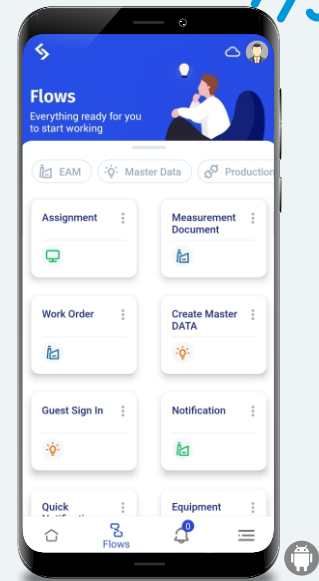 Flows
Everything ready for you
to start working
EAM
Master Data
Production
Assignment
Measurement
Document
Work Order
Create Master
DATA
Guest Sign In
Notification
Quick
Equipment
0
Flows